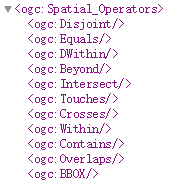 ▼<ogc:Spatial_Operators>
<ogc:Disjoint/>
<ogc:Equals/>
<ogc:DWithin/>
<ogc:Beyond/>
<ogc:Intersect/>
<ogc:Touches/>
<ogc:Crosses/>
<ogc:Within/>
<ogc:Contains/>
<ogc:Overlaps/>
<ogc:BBOX/>